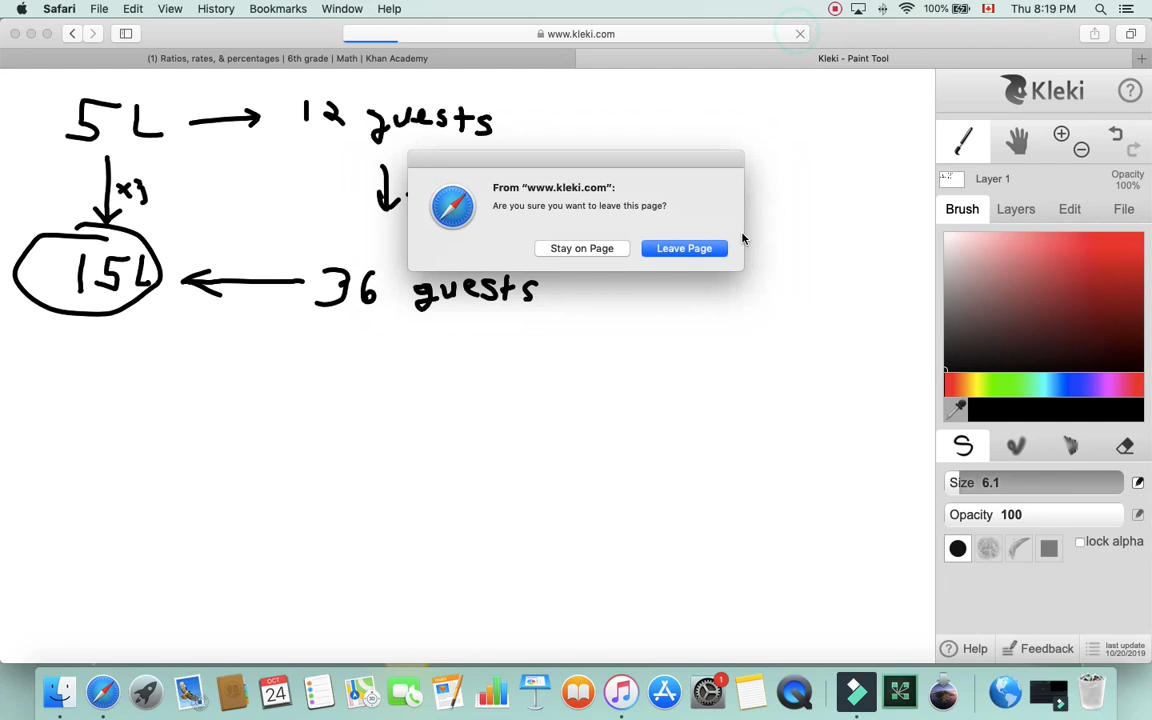 Safari File Edit View History Bookmarks Window Help 100% Thu 8:19 PM
www.kleki.com
(1) Ratios, rates, & percentages | 6th grade | Math | Khan Academy Kleki - Paint Tool
5L → 12 guests
x3
15L ← 36 guests
From “www.kleki.com”:
Are you sure you want to leave this page?
Stay on Page Leave Page
Kleki
Layer 1 Opacity
100%
Brush Layers Edit File
Size 6.1
Opacity 100
lock alpha
Help Feedback last update
10/20/2019
OCT
24
1